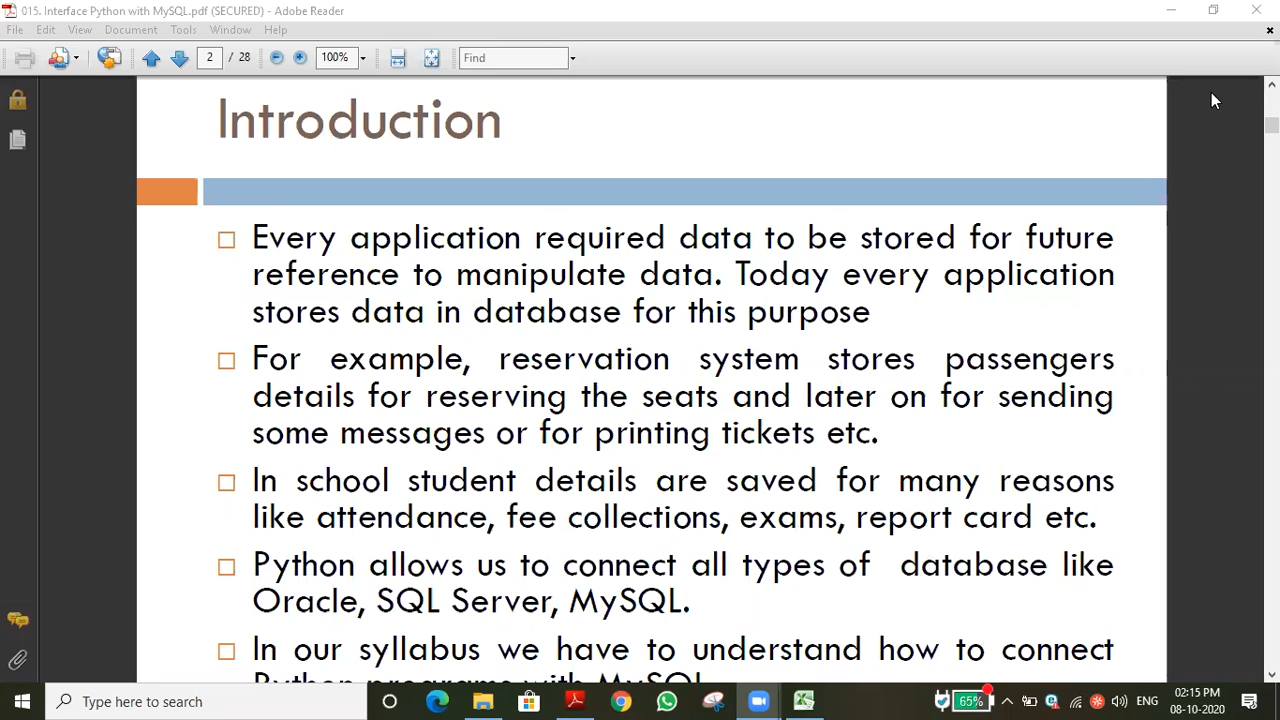 015. Interface Python with MySQL.pdf (SECURED) - Adobe Reader
File Edit View Document Tools Window Help
2 / 28 100% Find
Introduction
Every application required data to be stored for future
reference to manipulate data. Today every application
stores data in database for this purpose
For example, reservation system stores passengers
details for reserving the seats and later on for sending
some messages or for printing tickets etc.
In school student details are saved for many reasons
like attendance, fee collections, exams, report card etc.
Python allows us to connect all types of database like
Oracle, SQL Server, MySQL.
In our syllabus we have to understand how to connect
Python programs with MySQL
Type here to search
65%
ENG
02:15 PM
08-10-2020